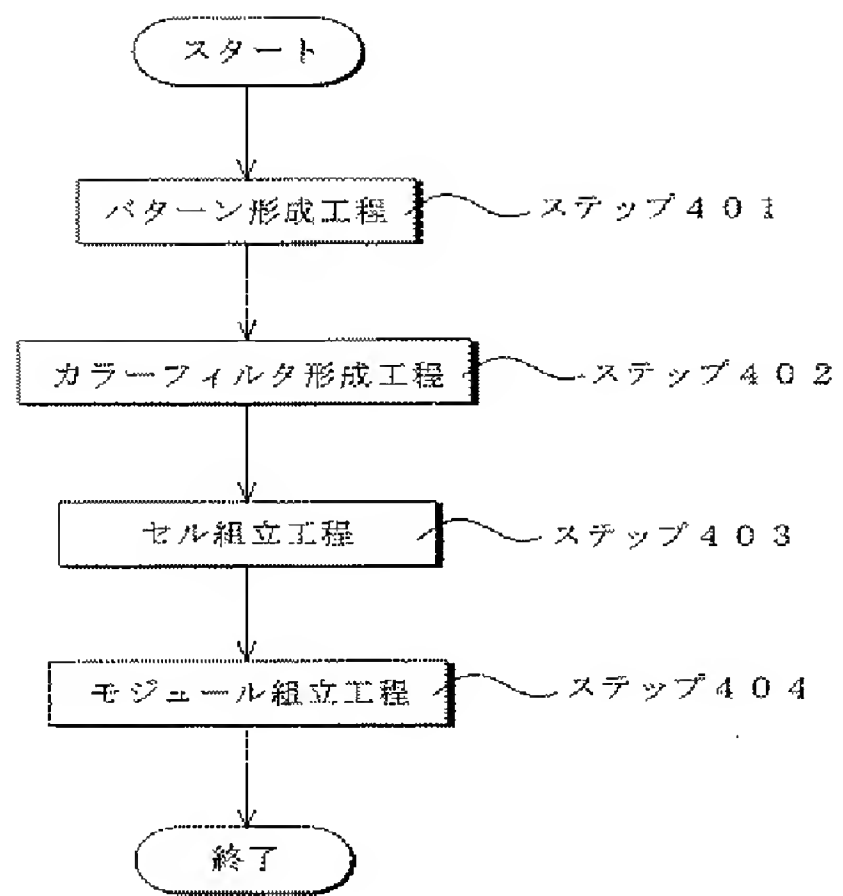 スタート
パターン形成工程 ステップ401
カラーフィルタ形成工程 ステップ402
セル組立工程 ステップ403
モジュール組立工程 ステップ404
終了